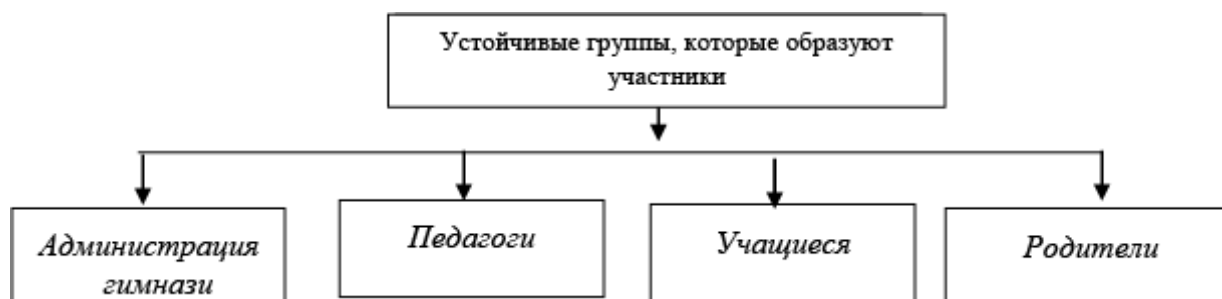 Устойчивые группы, которые образуют
участники
Администрация
гимнази
Педагоги
Учащиеся
Родители